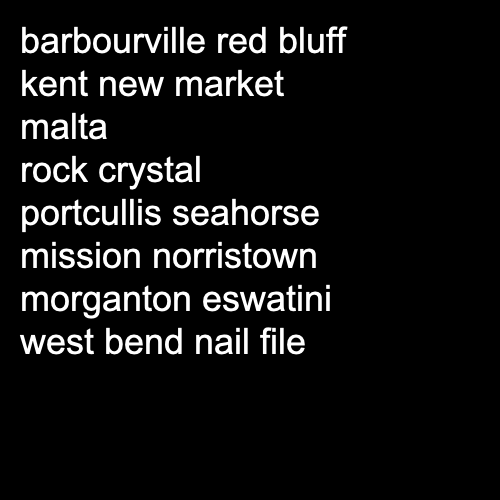 barbourville red bluff
kent new market
malta
rock crystal
portcullis seahorse
mission norristown
morganton eswatini
west bend nail file